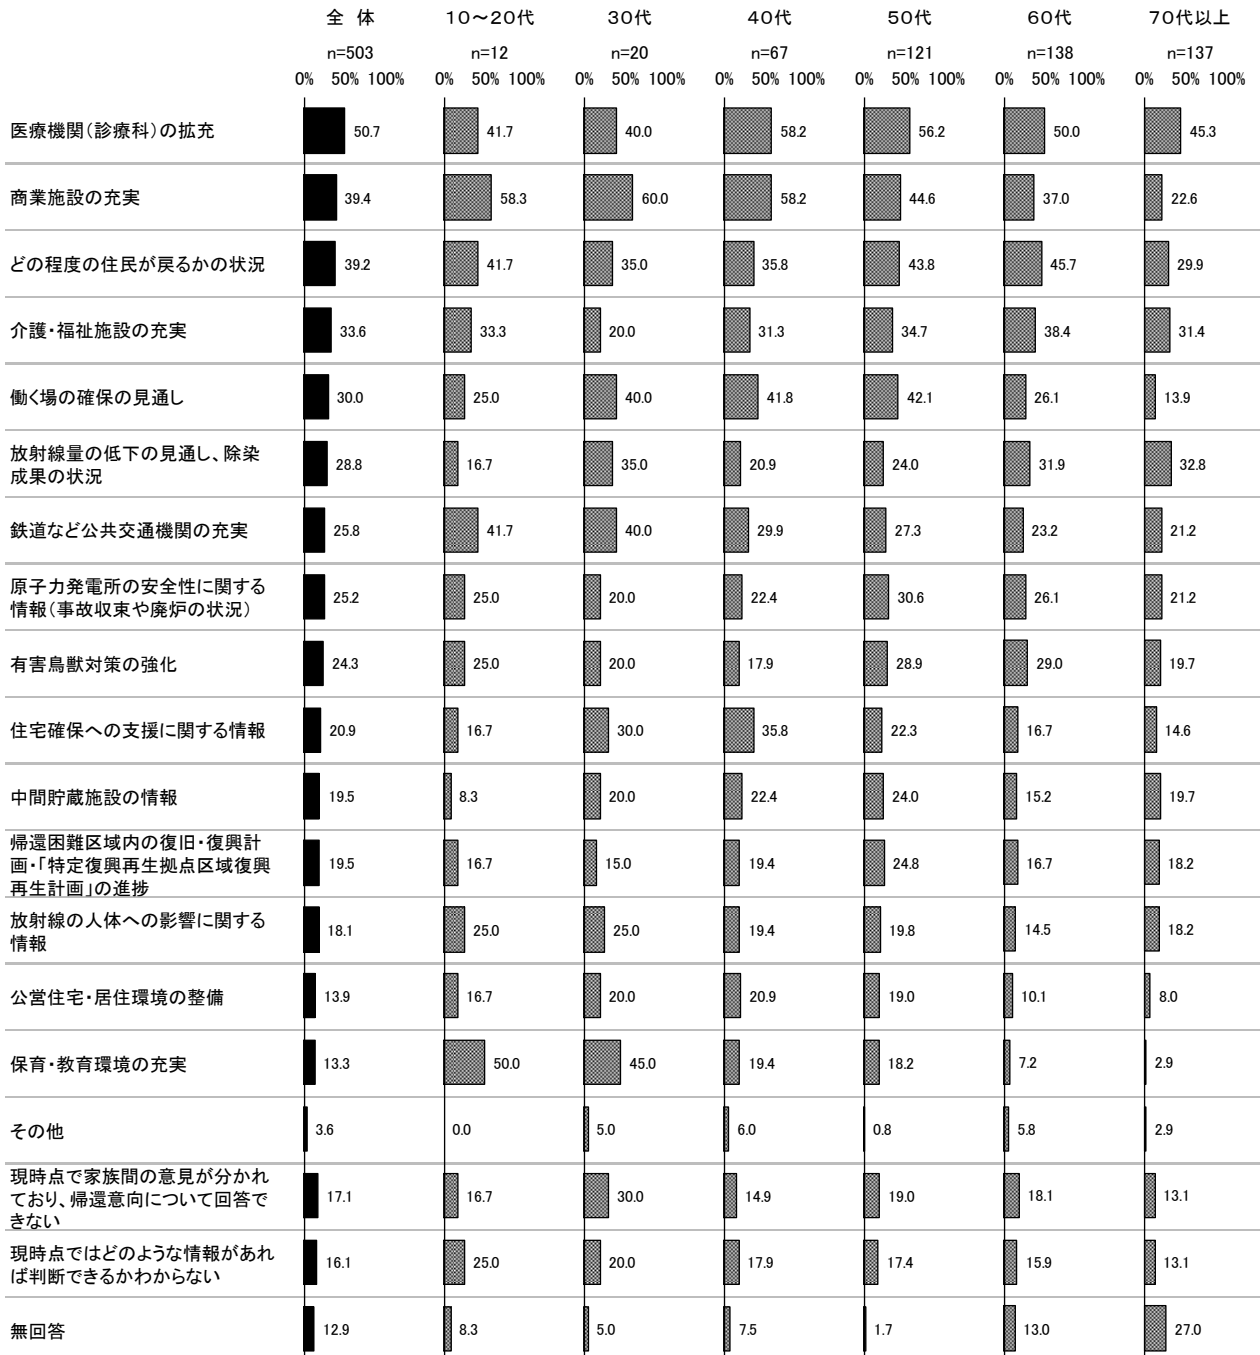 全 体 10～20代 30代 40代 50代 60代 70代以上
n=503 n=12 n=20 n=67 n=121 n=138 n=137
0% 50% 100% 0% 50% 100% 0% 50% 100% 0% 50% 100% 0% 50% 100% 0% 50% 100% 0% 50% 100%
医療機関（診療科）の拡充 50.7 41.7 40.0 58.2 56.2 50.0 45.3
商業施設の充実 39.4 58.3 60.0 58.2 44.6 37.0 22.6
どの程度の住民が戻るかの状況 39.2 41.7 35.0 35.8 43.8 45.7 29.9
介護・福祉施設の充実 33.6 33.3 20.0 31.3 34.7 38.4 31.4
働く場の確保の見通し 30.0 25.0 40.0 41.8 42.1 26.1 13.9
放射線量の低下の見通し、除染
成果の状況 28.8 16.7 35.0 20.9 24.0 31.9 32.8
鉄道など公共交通機関の充実 25.8 41.7 40.0 29.9 27.3 23.2 21.2
原子力発電所の安全性に関する
情報（事故収束や廃炉の状況） 25.2 25.0 20.0 22.4 30.6 26.1 21.2
有害鳥獣対策の強化 24.3 25.0 20.0 17.9 28.9 29.0 19.7
住宅確保への支援に関する情報 20.9 16.7 30.0 35.8 22.3 16.7 14.6
中間貯蔵施設の情報 19.5 8.3 20.0 22.4 24.0 15.2 19.7
帰還困難区域内の復旧・復興計
画・「特定復興再生拠点区域復興 19.5 16.7 15.0 19.4 24.8 16.7 18.2
再生計画」の進捗
放射線の人体への影響に関する
情報 18.1 25.0 25.0 19.4 19.8 14.5 18.2
公営住宅・居住環境の整備 13.9 16.7 20.0 20.9 19.0 10.1 8.0
保育・教育環境の充実 13.3 50.0 45.0 19.4 18.2 7.2 2.9
その他 3.6 0.0 5.0 6.0 0.8 5.8 2.9
現時点で家族間の意見が分かれ
ており、帰還意向について回答で 17.1 16.7 30.0 14.9 19.0 18.1 13.1
きない
現時点ではどのような情報があれ
ば判断できるかわからない 16.1 25.0 20.0 17.9 17.4 15.9 13.1
無回答 12.9 8.3 5.0 7.5 1.7 13.0 27.0